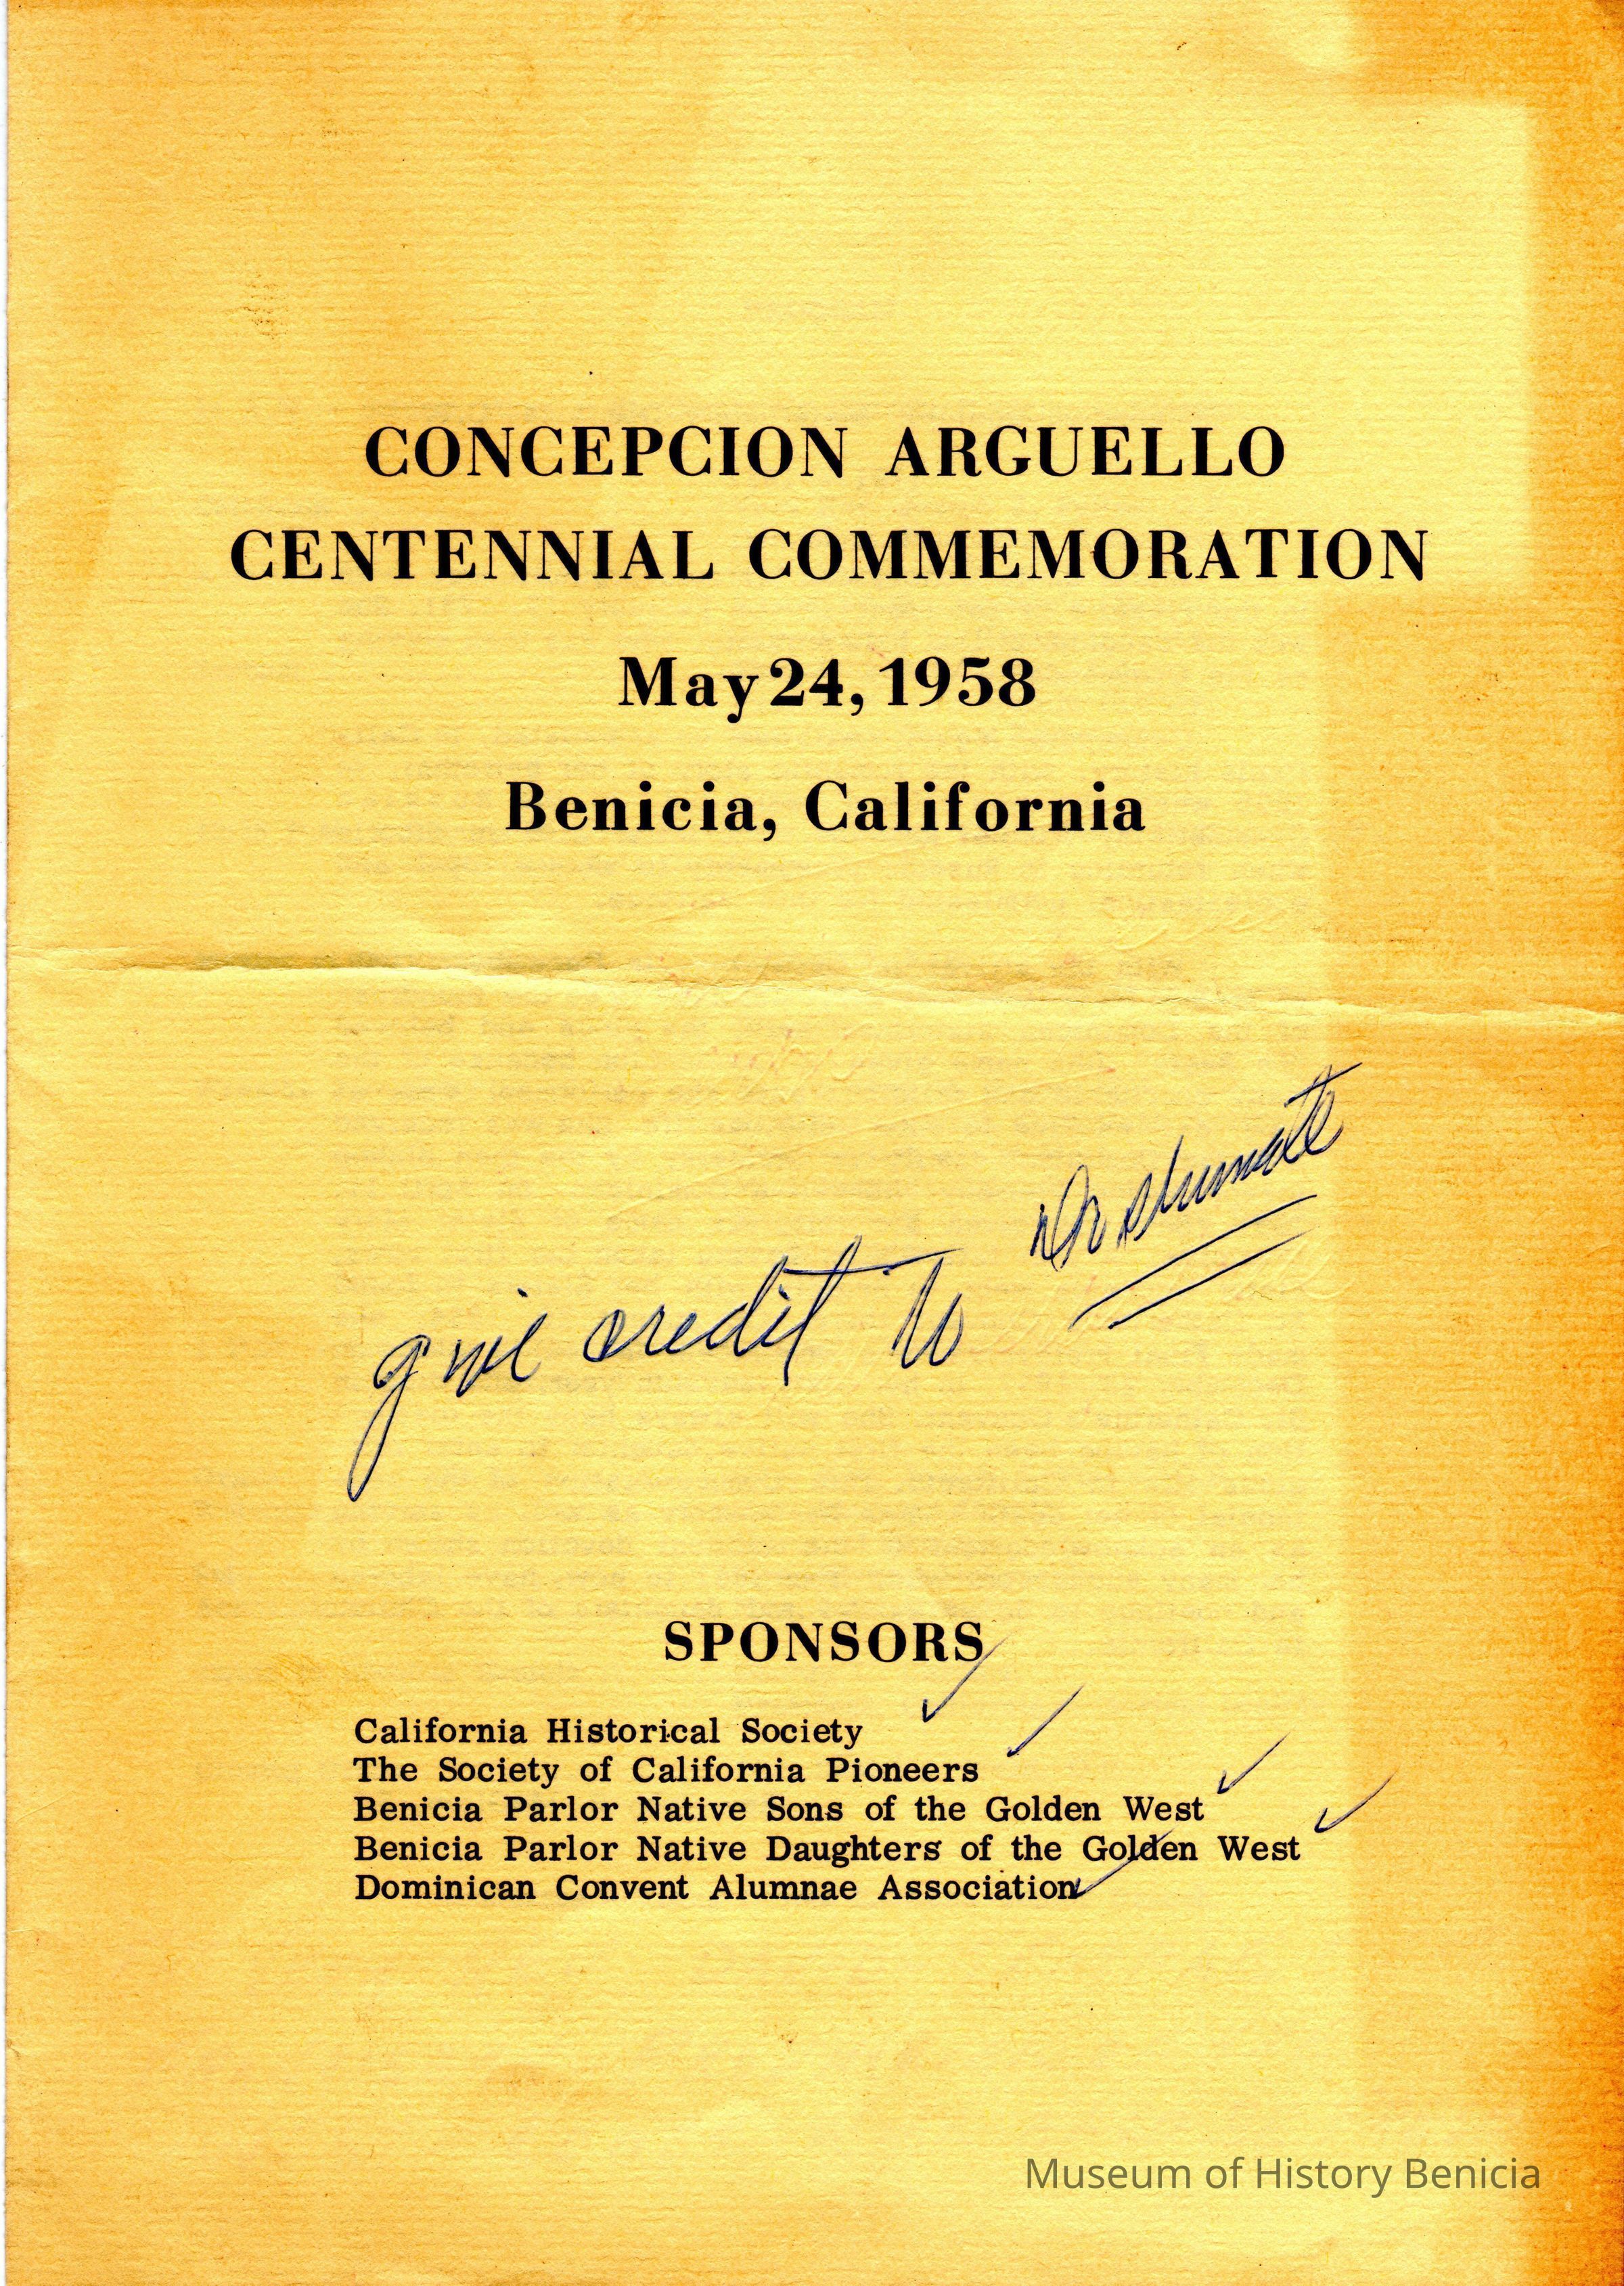 CONCEPCION ARGUELLO
CENTENNIAL COMMEMORATION
May 24, 1958
Benicia, California
give credit to Dr Shumate
SPONSORS
California Historical Society
The Society of California Pioneers
Benicia Parlor Native Sons of the Golden West
Benicia Parlor Native Daughters of the Golden West
Dominican Convent Alumnae Association
Museum of History Benicia